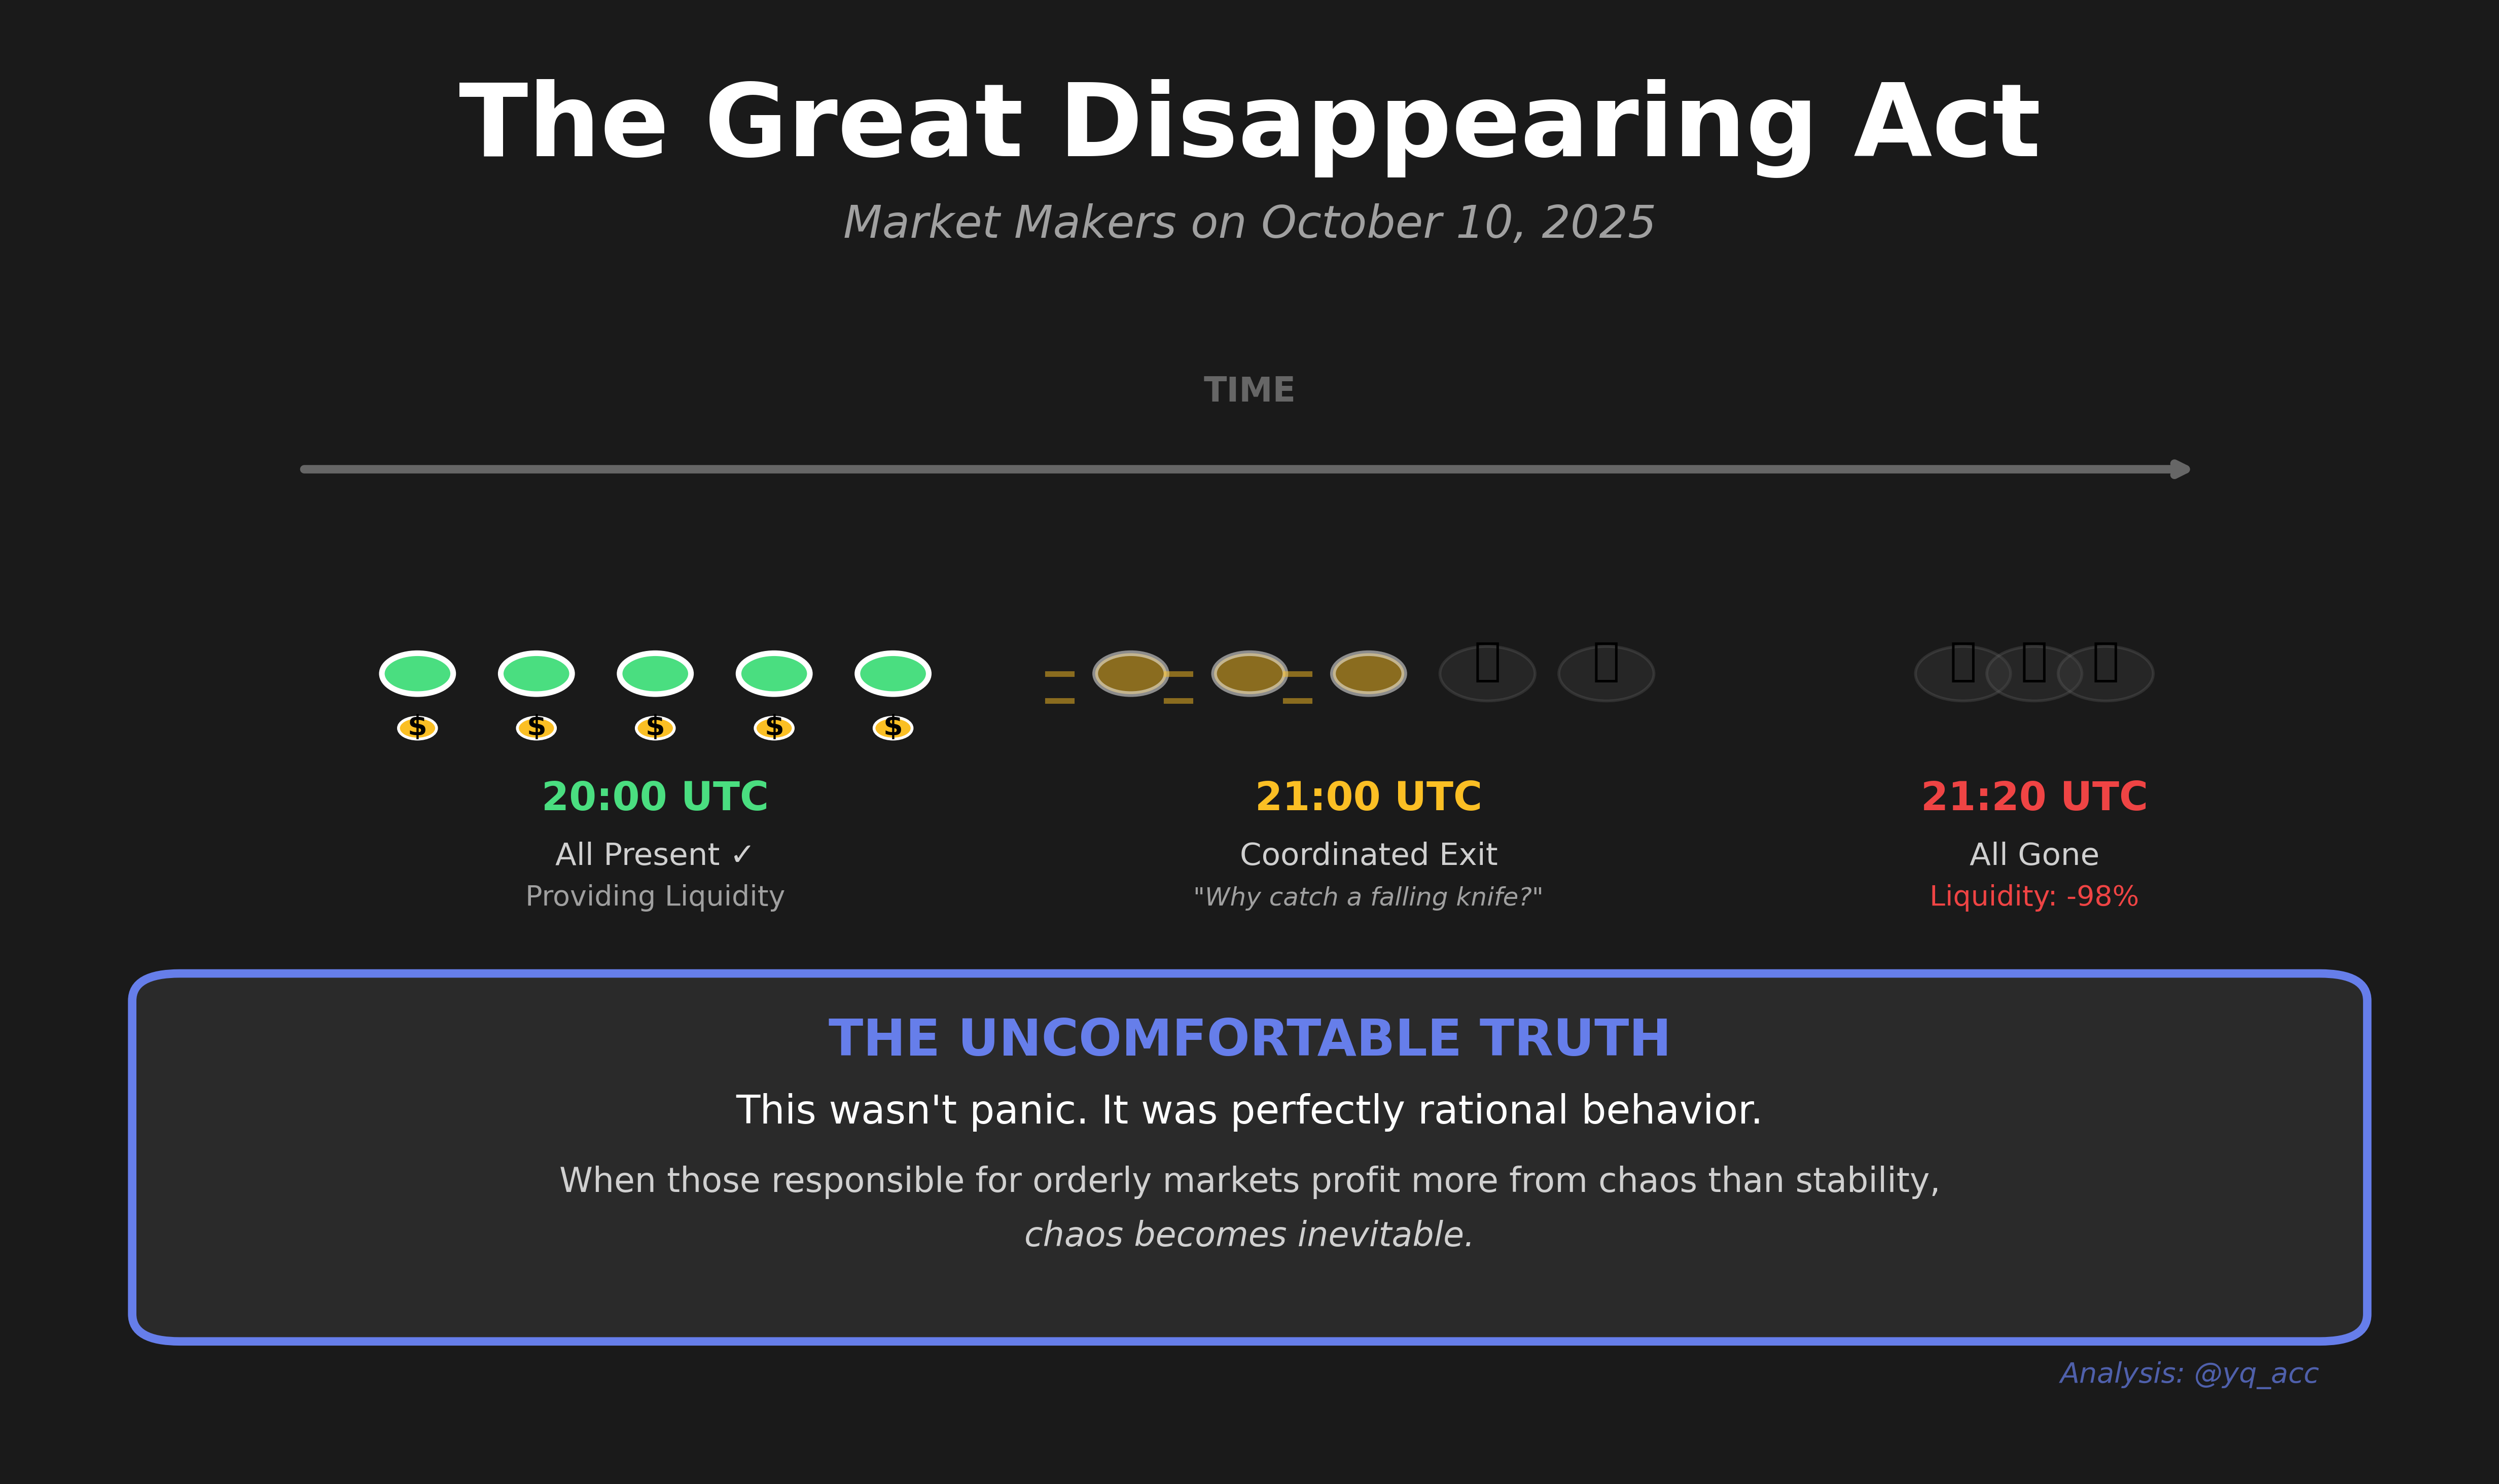 The Great Disappearing Act
Market Makers on October 10, 2025
TIME
$ $ $ $ $
20:00 UTC
All Present ✓
Providing Liquidity
21:00 UTC
Coordinated Exit
"Why catch a falling knife?"
21:20 UTC
All Gone
Liquidity: -98%
THE UNCOMFORTABLE TRUTH
This wasn't panic. It was perfectly rational behavior.
When those responsible for orderly markets profit more from chaos than stability,
chaos becomes inevitable.
Analysis: @yq_acc